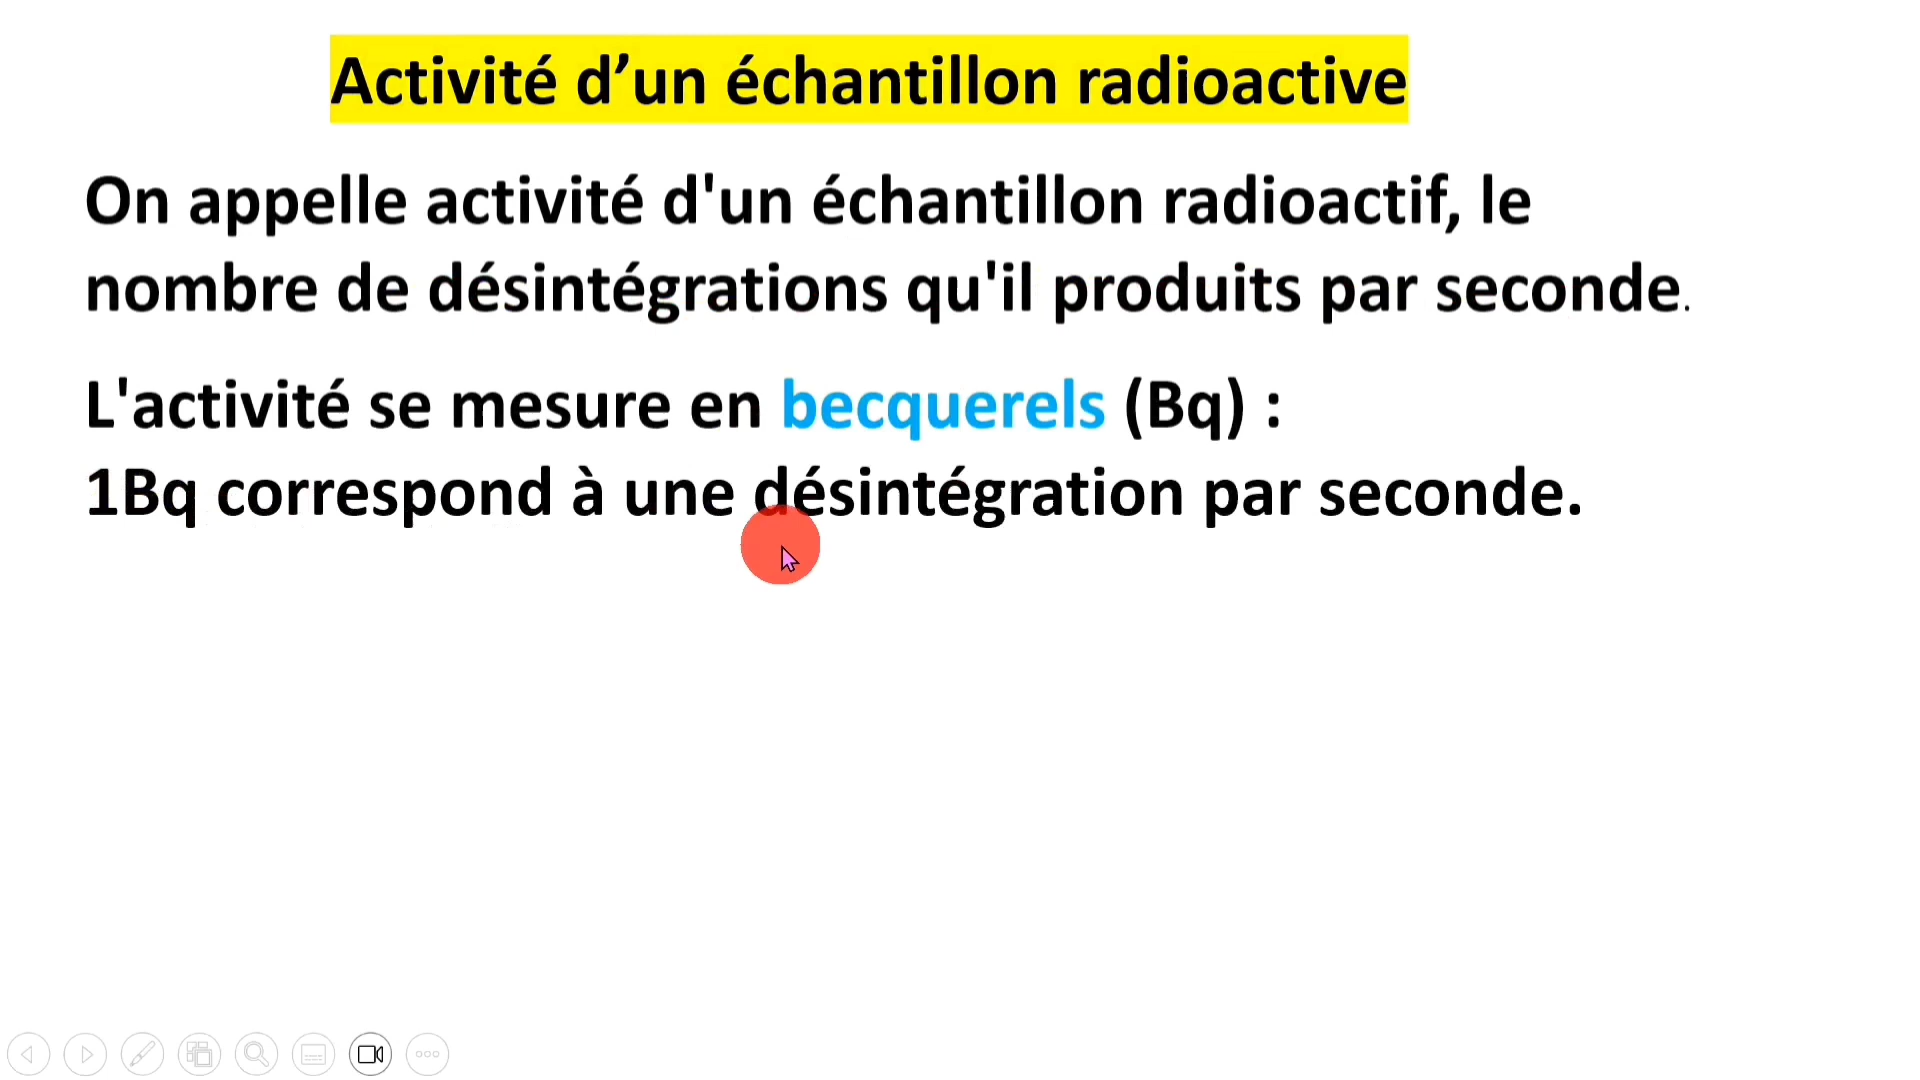 Activité d’un échantillon radioactive
On appelle activité d'un échantillon radioactif, le
nombre de désintégrations qu'il produits par seconde.
L'activité se mesure en becquerels (Bq) :
1Bq correspond à une désintégration par seconde.